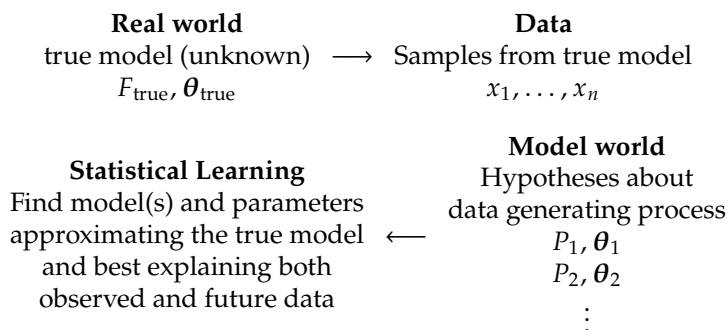 Real world
true model (unknown) ⟶ Samples from true model
F_true, θ_true
Data
x_1, . . . , x_n
Statistical Learning
Find model(s) and parameters
approximating the true model ⟵
and best explaining both
observed and future data
Model world
Hypotheses about
data generating process
P_1, θ_1
P_2, θ_2
⋮